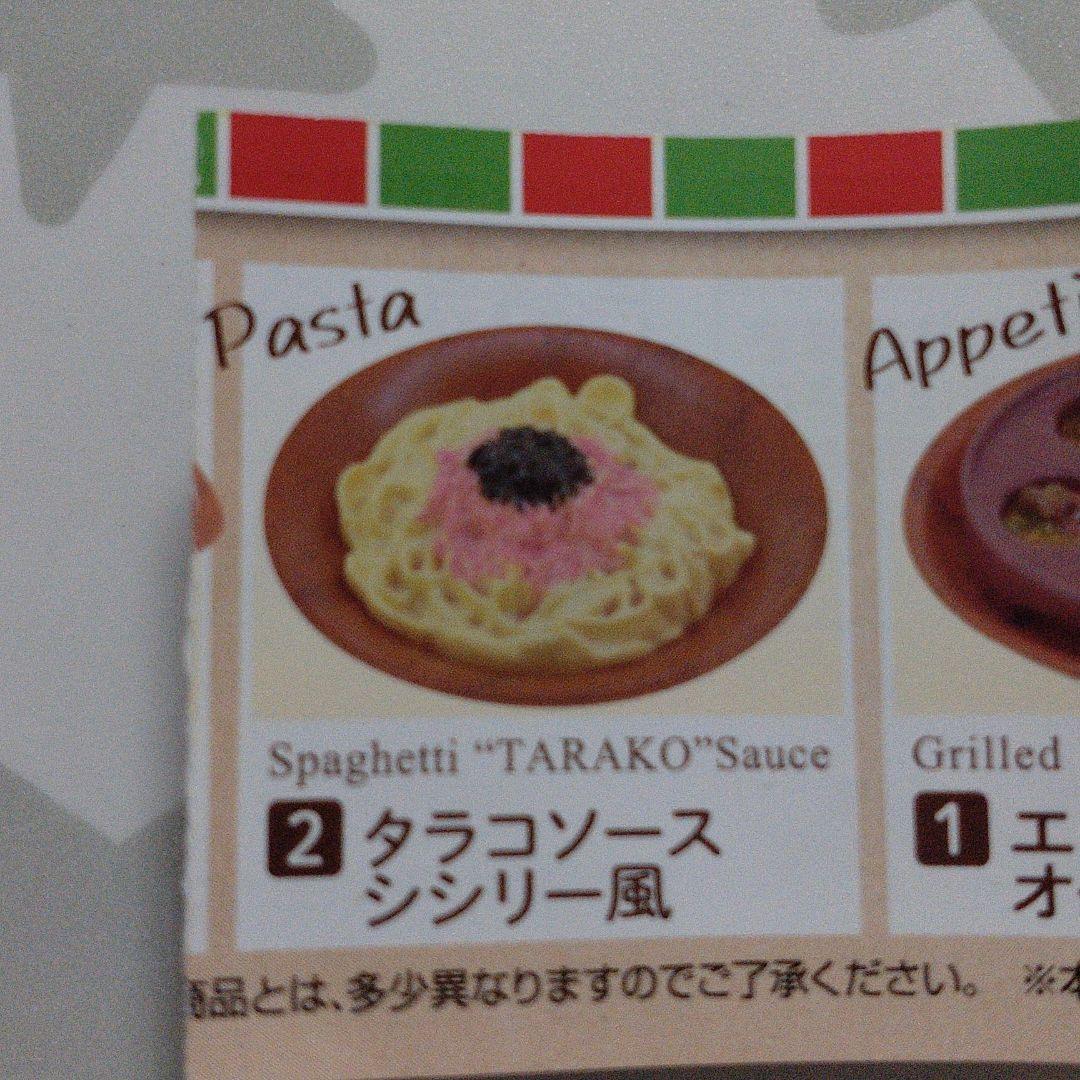 Pasta
Spaghetti “TARAKO”Sauce
2 タラコソース
シシリー風
Grilled
1 エ
オ
商品とは、多少異なりますのでご了承ください。 ※本